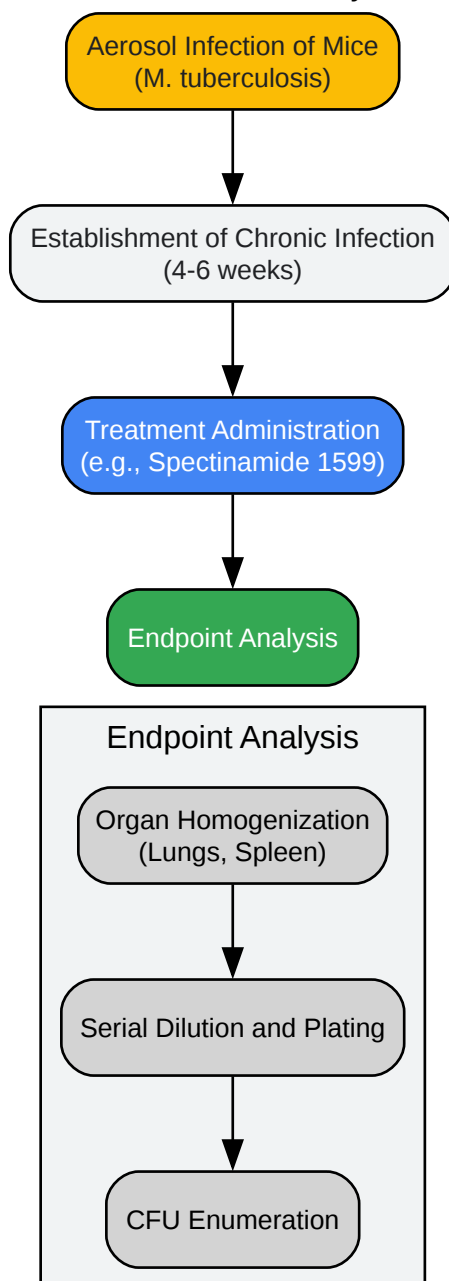 Aerosol Infection of Mice
(M. tuberculosis)
Establishment of Chronic Infection
(4-6 weeks)
Treatment Administration
(e.g., Spectinamide 1599)
Endpoint Analysis
Endpoint Analysis
Organ Homogenization
(Lungs, Spleen)
Serial Dilution and Plating
CFU Enumeration